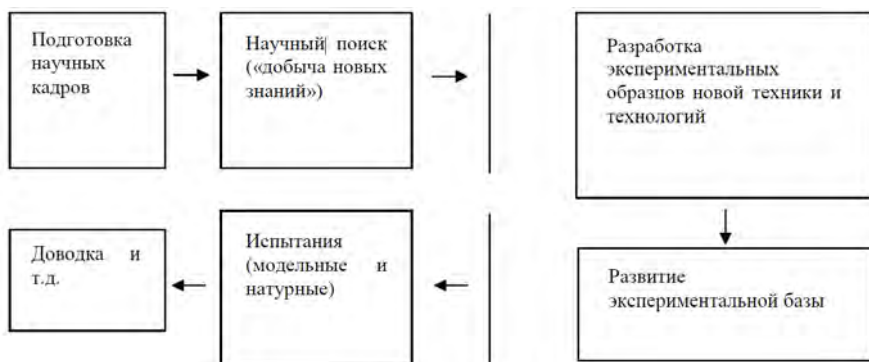 Подготовка
научных
кадров
Научный поиск
(«добыча новых
знаний»)
Разработка
экспериментальных
образцов новой техники и
технологий
Доводка и
т.д.
Испытания
(модельные и
натурные)
Развитие
экспериментальной базы